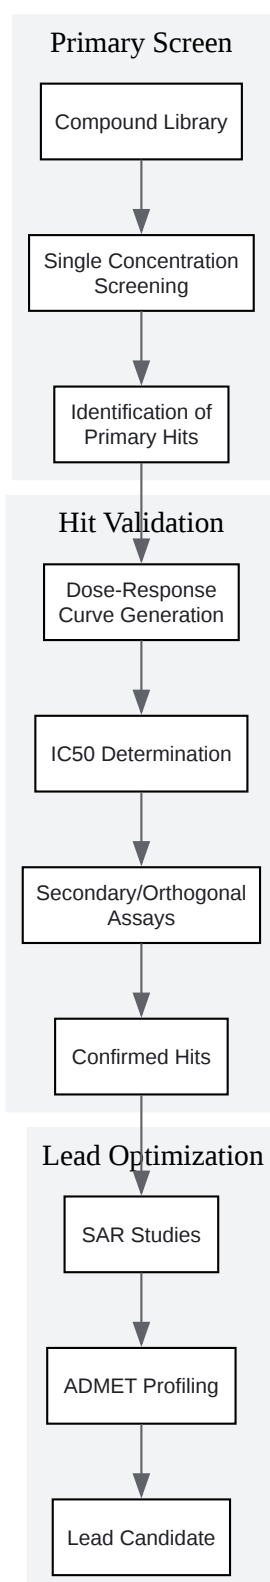 Primary Screen
Compound Library
Single Concentration
Screening
Identification of
Primary Hits
Hit Validation
Dose-Response
Curve Generation
IC50 Determination
Secondary/Orthogonal
Assays
Confirmed Hits
Lead Optimization
SAR Studies
ADMET Profiling
Lead Candidate